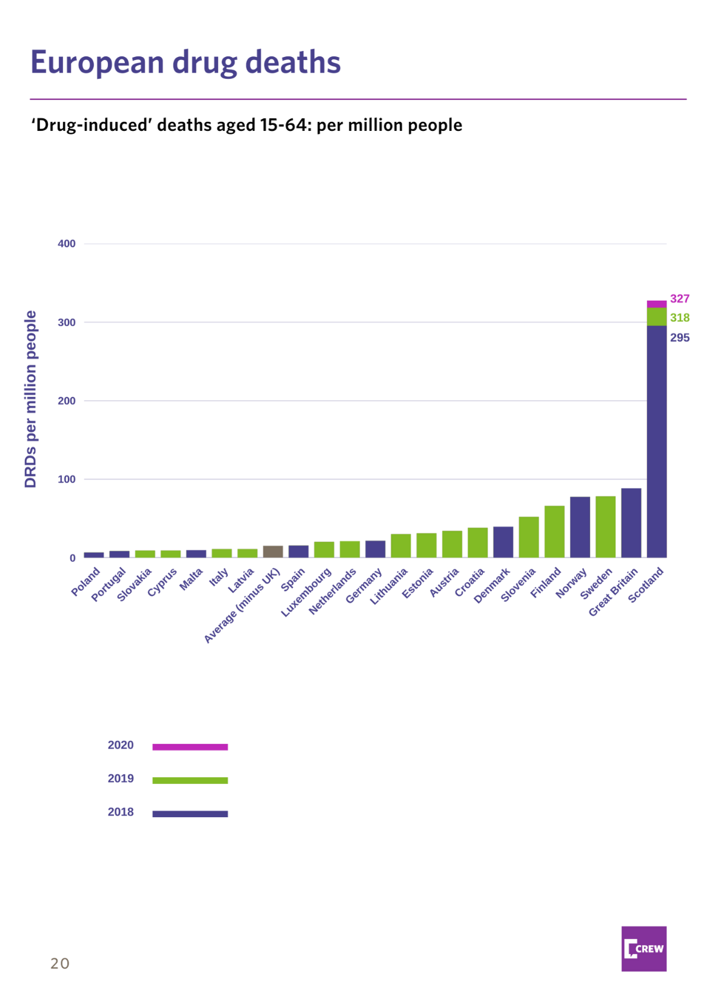 European drug deaths
‘Drug-induced’ deaths aged 15-64: per million people
DRDs per million people
400
300
200
100
0
327
318
295
Poland
Portugal
Slovakia
Cyprus
Malta
Italy
Latvia
Average (minus UK)
Spain
Luxembourg
Netherlands
Germany
Lithuania
Estonia
Austria
Croatia
Denmark
Slovenia
Finland
Norway
Sweden
Great Britain
Scotland
2020
2019
2018
20
CREW